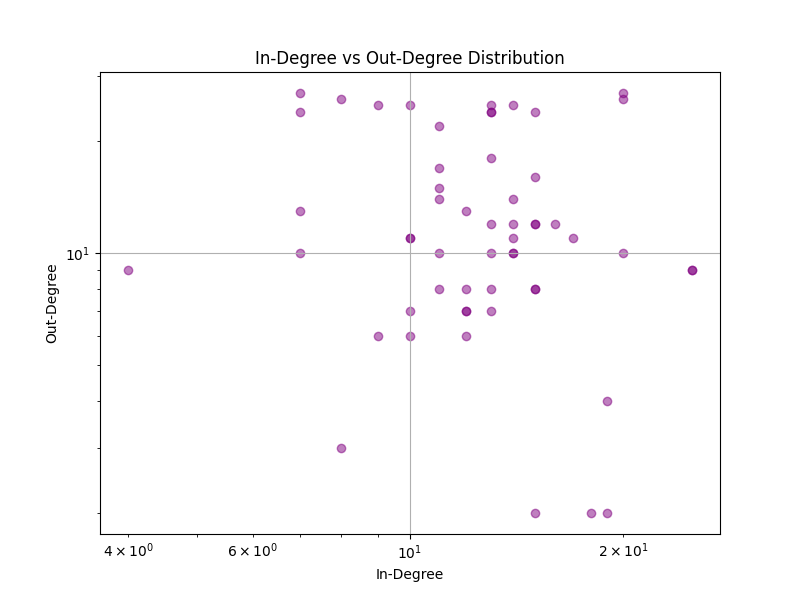 In-Degree vs Out-Degree Distribution
Out-Degree
10¹
4 × 10⁰
6 × 10⁰
10¹
2 × 10¹
In-Degree